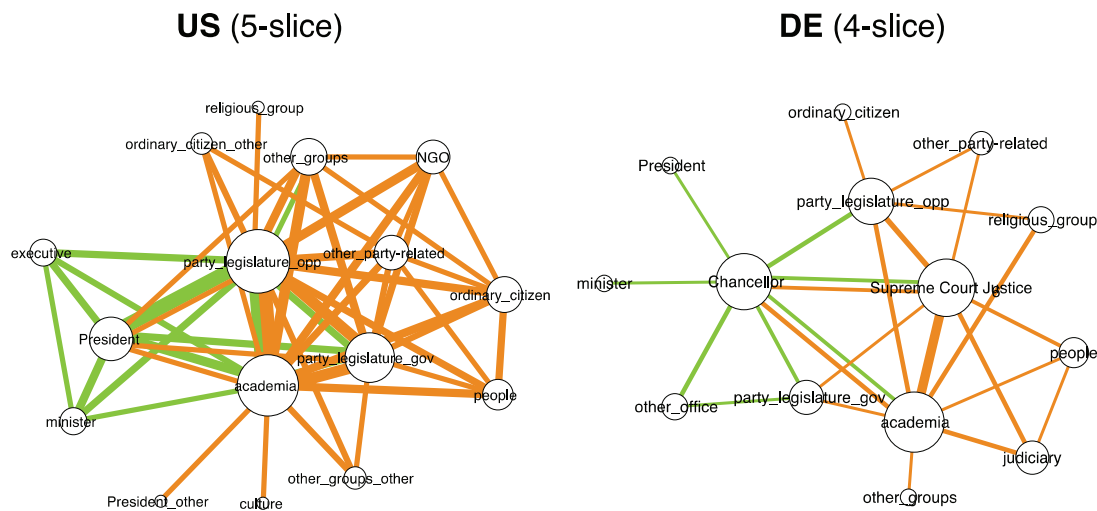 US (5-slice)
DE (4-slice)
religious_group
ordinary_citizen_other
other_groups
NGO
executive
party_legislature_opp
other_party-related
ordinary_citizen
President
party_legislature_gov
academia
people
minister
other_groups_other
President_other
culture
ordinary_citizen
other_party-related
President
party_legislature_opp
religious_group
minister
Chancellor
Supreme Court Justice
people
other_office
party_legislature_gov
academia
judiciary
other_groups